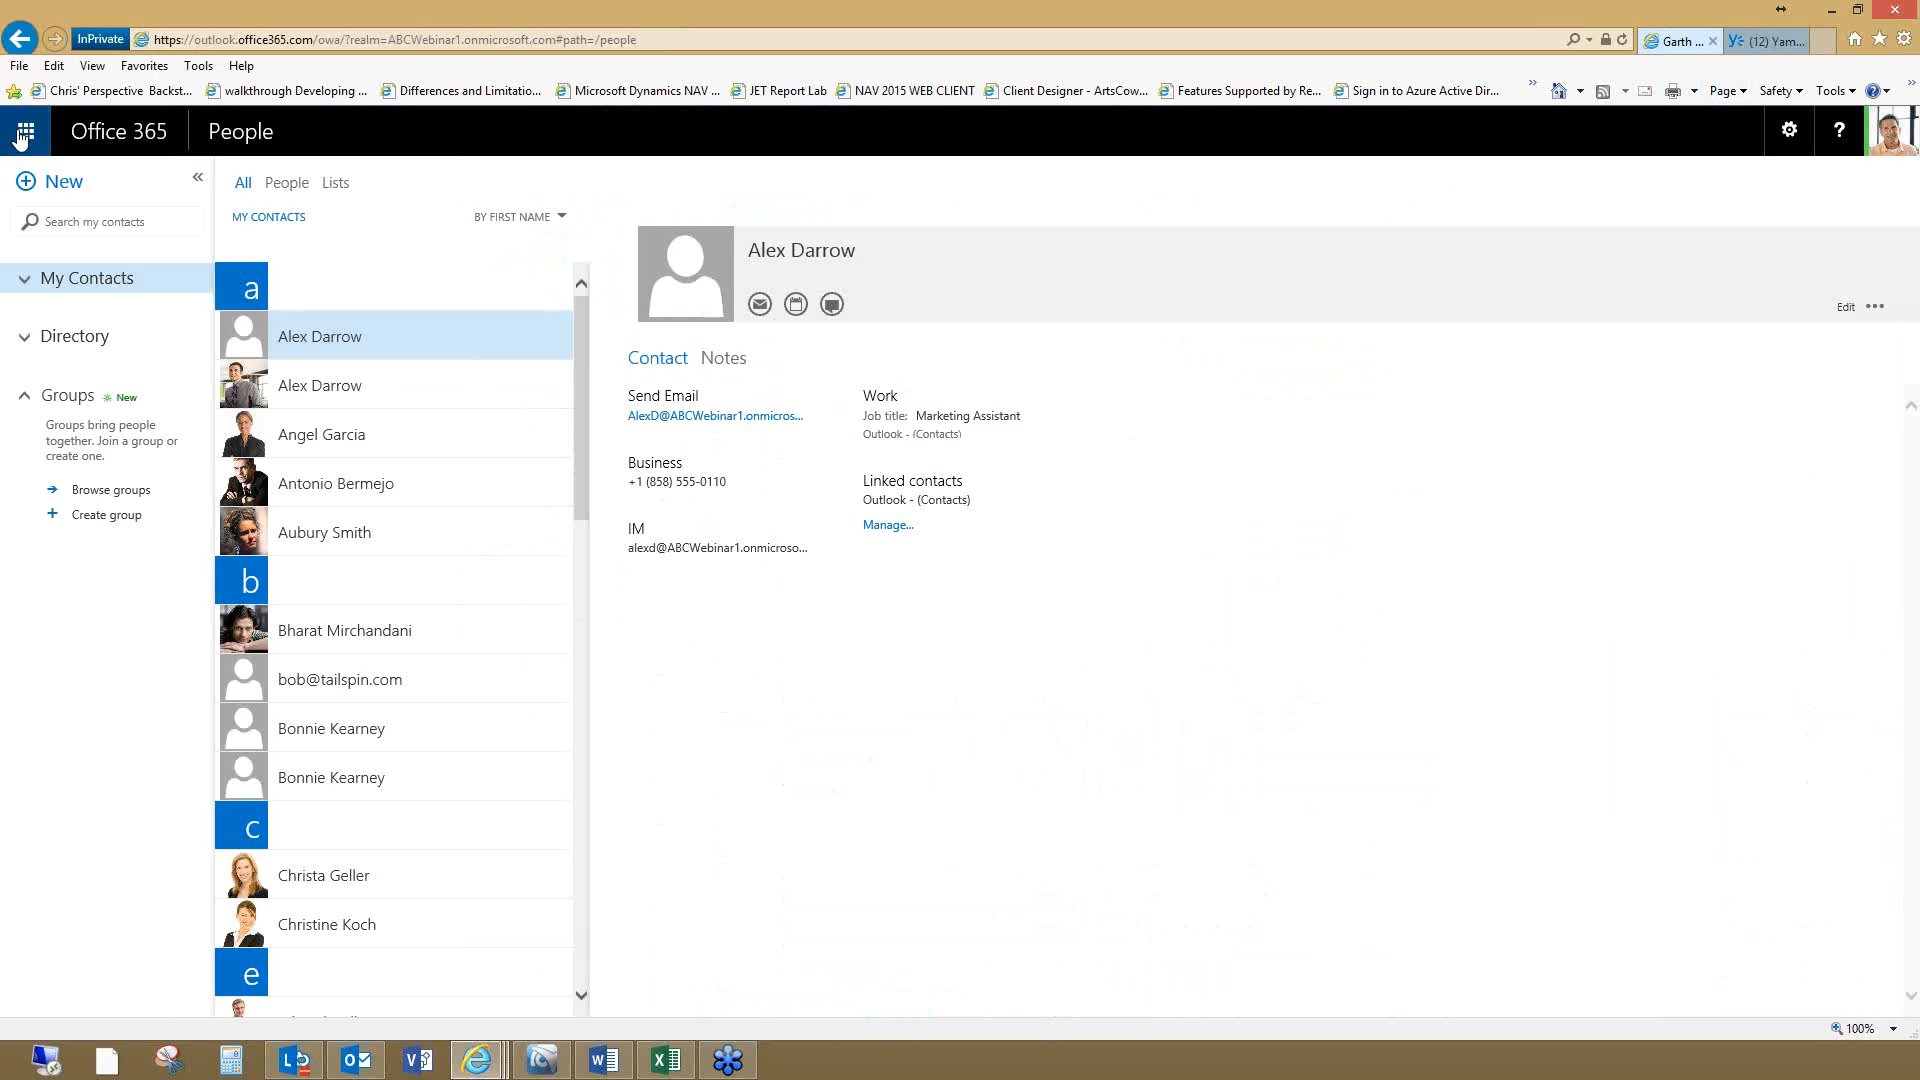 InPrivate
https://outlook.office365.com/owa/?realm=ABCWebinar1.onmicrosoft.com#path=/people
Garth ...
(12) Yam...
File Edit View Favorites Tools Help
Chris' Perspective Backst...
walkthrough Developing ...
Differences and Limitatio...
Microsoft Dynamics NAV ...
JET Report Lab
NAV 2015 WEB CLIENT
Client Designer - ArtsCow...
Features Supported by Re...
Sign in to Azure Active Dir...
Page Safety Tools
Office 365 People ?
New
Search my contacts
My Contacts
Directory
Groups New
Groups bring people
together. Join a group or
create one.
Browse groups
Create group
All People Lists
MY CONTACTS BY FIRST NAME
a
Alex Darrow
Alex Darrow
Angel Garcia
Antonio Bermejo
Aubury Smith
b
Bharat Mirchandani
bob@tailspin.com
Bonnie Kearney
Bonnie Kearney
c
Christa Geller
Christine Koch
e
Alex Darrow
Edit
Contact Notes
Send Email
AlexD@ABCWebinar1.onmicros...
Business
+1 (858) 555-0110
IM
alexd@ABCWebinar1.onmicroso...
Work
Job title: Marketing Assistant
Outlook - (Contacts)
Linked contacts
Outlook - (Contacts)
Manage...
100%